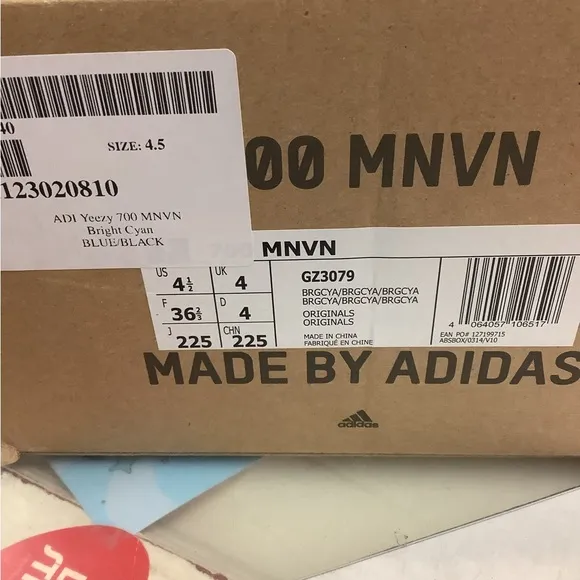 40
SIZE: 4.5
123020810
ADI Yeezy 700 MNVN
Bright Cyan
BLUE/BLACK
00 MNVN
700 MNVN
US 4½ UK 4
F 36⅔ D 4
J 225 CHN 225
GZ3079
BRGCYA/BRGCYA/BRGCYA
BRGCYA/BRGCYA/BRGCYA
ORIGINALS
ORIGINALS
MADE IN CHINA
FABRIQUÉ EN CHINE
4 064057 106517
EAN PO# 127199715
ABSBOX/0314/V10
MADE BY ADIDAS
adidas